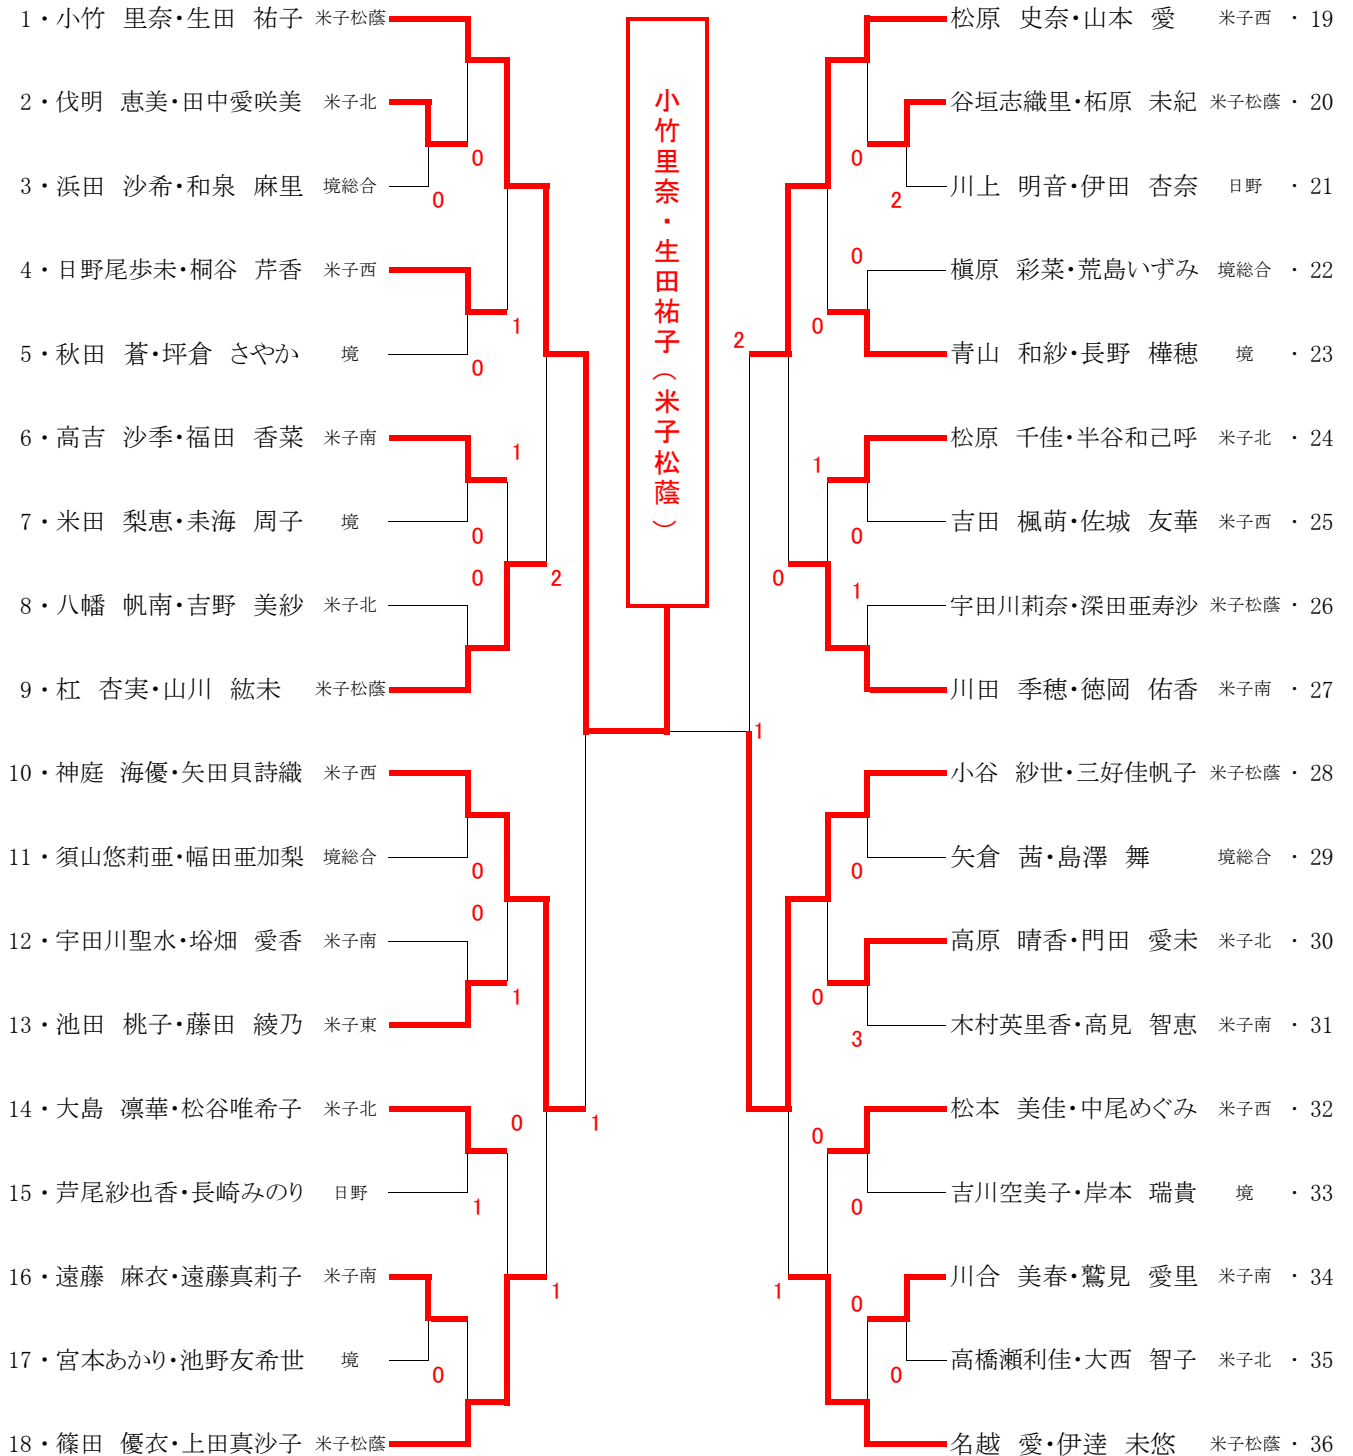 1・小竹 里奈・生田 祐子 米子松蔭
2・伐明 恵美・田中愛咲美 米子北
0
3・浜田 沙希・和泉 麻里 境総合
0
4・日野尾歩未・桐谷 芹香 米子西
1
5・秋田 蒼・坪倉 さやか 境
0
6・高吉 沙季・福田 香菜 米子南
1
7・米田 梨恵・耒海 周子 境
0
0
2
8・八幡 帆南・吉野 美紗 米子北
9・杠 杏実・山川 紘未 米子松蔭
10・神庭 海優・矢田貝詩織 米子西
11・須山悠莉亜・幅田亜加梨 境総合
0
0
12・宇田川聖水・塔畑 愛香 米子南
1
13・池田 桃子・藤田 綾乃 米子東
14・大島 凛華・松谷唯希子 米子北
0
1
15・芦尾紗也香・長崎みのり 日野
1
16・遠藤 麻衣・遠藤真莉子 米子南
1
17・宮本あかり・池野友希世 境
0
18・篠田 優衣・上田真沙子 米子松蔭
小竹里奈・生田祐子（米子松蔭）
松原 史奈・山本 愛 米子西 ・ 19
谷垣志織里・柘原 未紀 米子松蔭 ・ 20
0
川上 明音・伊田 杏奈 日野 ・ 21
2
0
槇原 彩菜・荒島いずみ 境総合 ・ 22
0
2
青山 和紗・長野 樺穂 境 ・ 23
松原 千佳・半谷和己呼 米子北 ・ 24
1
吉田 楓萌・佐城 友華 米子西 ・ 25
0
0
1
宇田川莉奈・深田亜寿沙 米子松蔭 ・ 26
川田 季穂・徳岡 佑香 米子南 ・ 27
1
小谷 紗世・三好佳帆子 米子松蔭 ・ 28
矢倉 茜・島澤 舞 境総合 ・ 29
0
高原 晴香・門田 愛未 米子北 ・ 30
0
木村英里香・高見 智恵 米子南 ・ 31
3
松本 美佳・中尾めぐみ 米子西 ・ 32
0
吉川空美子・岸本 瑞貴 境 ・ 33
0
川合 美春・鷲見 愛里 米子南 ・ 34
1
0
高橋瀬利佳・大西 智子 米子北 ・ 35
0
名越 愛・伊達 未悠 米子松蔭 ・ 36